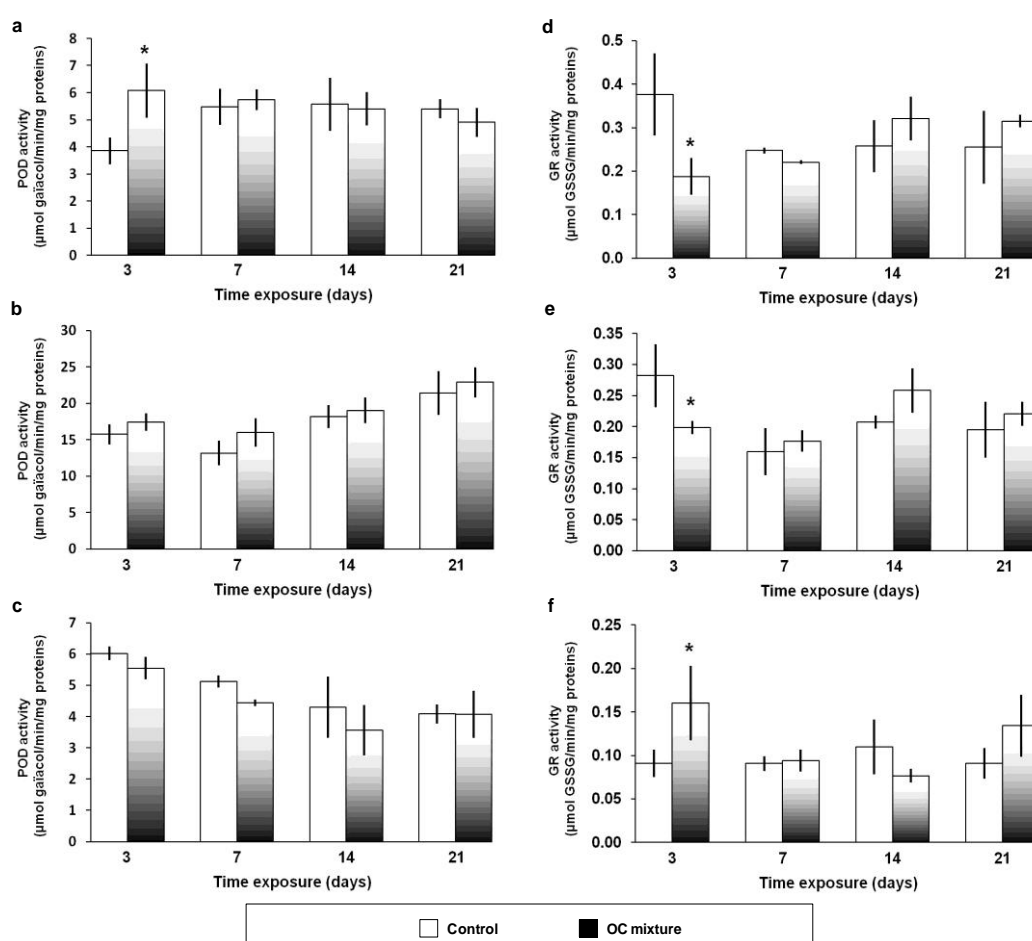 a
POD activity
(µmol gaïacol/min/mg proteins)
8
7
6
5
4
3
2
1
0
*
3 7 14 21
Time exposure (days)
b
POD activity
(µmol gaïacol/min/mg proteins)
30
25
20
15
10
5
0
3 7 14 21
Time exposure (days)
c
POD activity
(µmol gaïacol/min/mg proteins)
7
6
5
4
3
2
1
0
3 7 14 21
Time exposure (days)
d
GR activity
(µmol GSSG/min/mg proteins)
0.5
0.4
0.3
0.2
0.1
0.0
*
3 7 14 21
Time exposure (days)
e
GR activity
(µmol GSSG/min/mg proteins)
0.35
0.30
0.25
0.20
0.15
0.10
0.05
0.00
*
3 7 14 21
Time exposure (days)
f
GR activity
(µmol GSSG/min/mg proteins)
0.25
0.20
0.15
0.10
0.05
0.00
*
3 7 14 21
Time exposure (days)
Control OC mixture